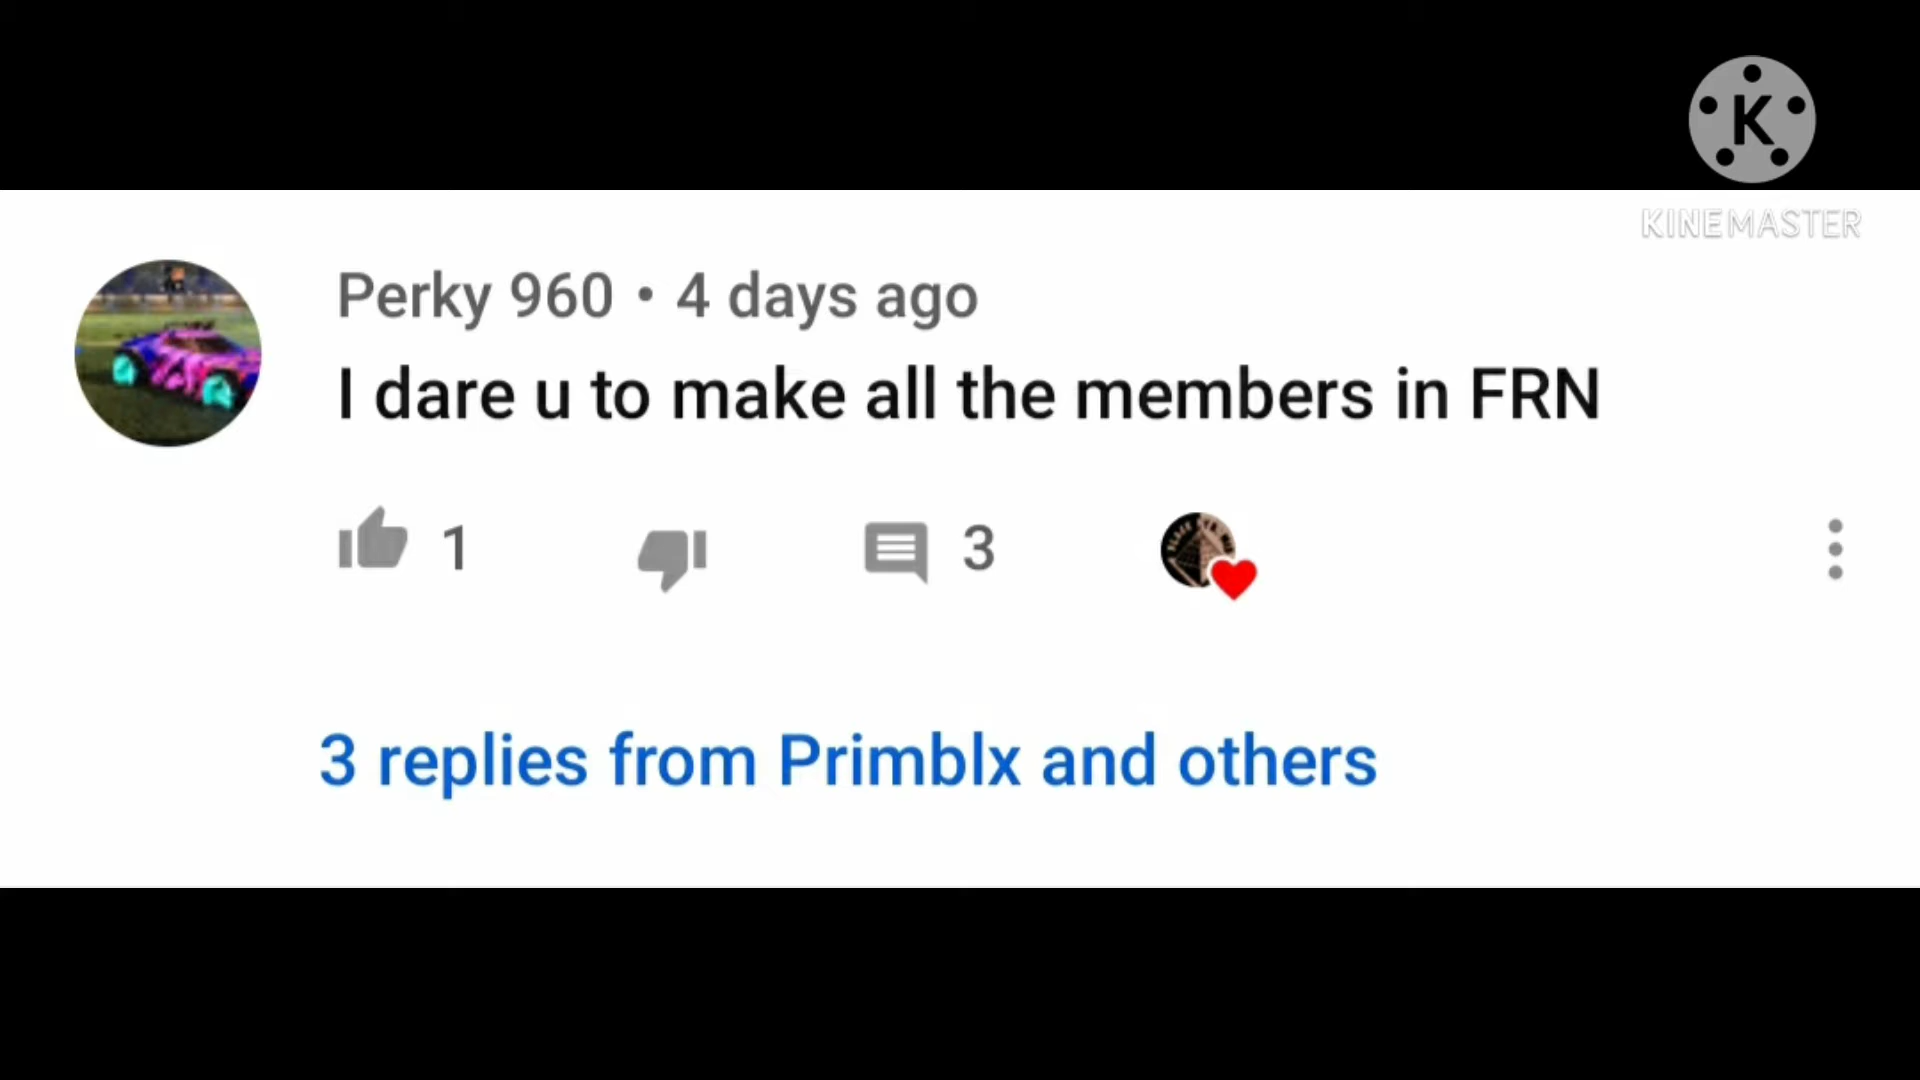 K
KINEMASTER
Perky 960 • 4 days ago
I dare u to make all the members in FRN
1
3
3 replies from Primblx and others